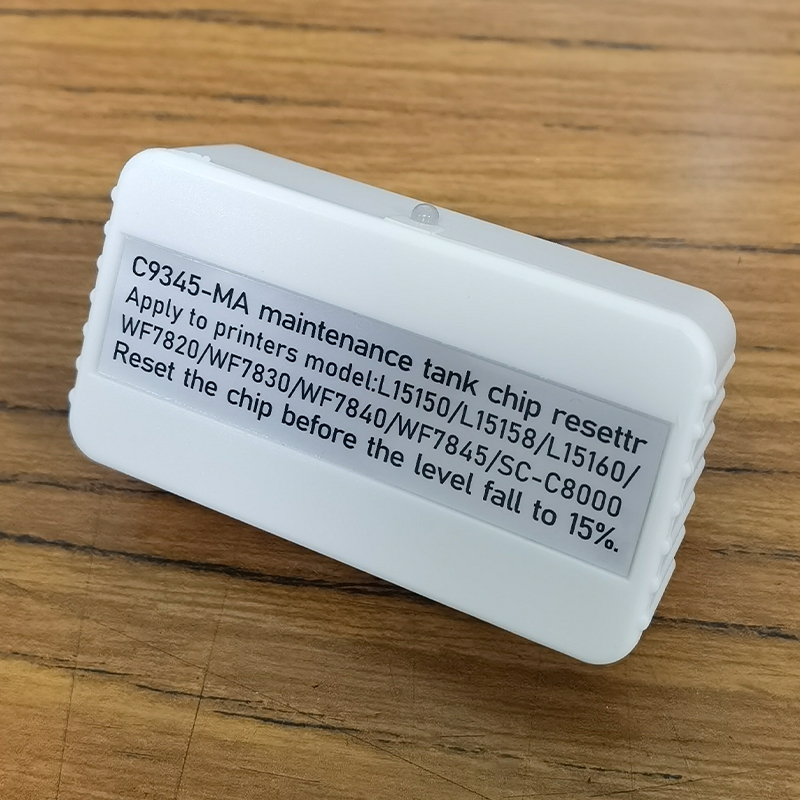 C9345-MA maintenance tank chip resettr
Apply to printers model:L15150/L15158/L15160/
WF7820/WF7830/WF7840/WF7845/SC-C8000
Reset the chip before the level fall to 15%.